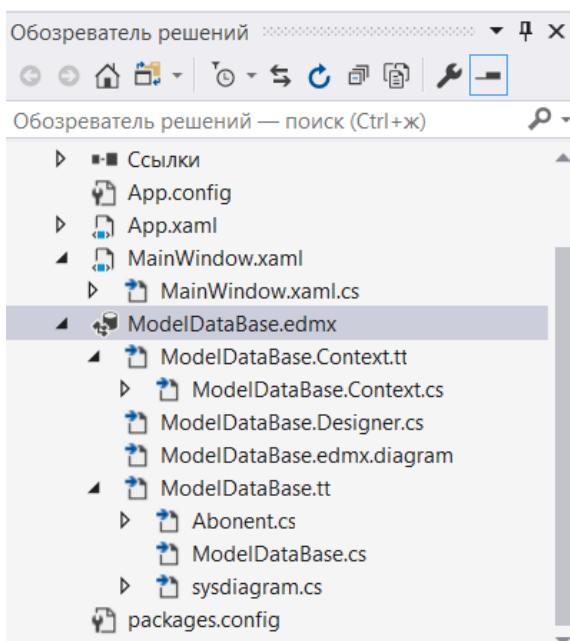 Обозреватель решений
Обозреватель решений — поиск (Ctrl+ж)
Ссылки
App.config
App.xaml
MainWindow.xaml
MainWindow.xaml.cs
ModelDataBase.edmx
ModelDataBase.Context.tt
ModelDataBase.Context.cs
ModelDataBase.Designer.cs
ModelDataBase.edmx.diagram
ModelDataBase.tt
Abonent.cs
ModelDataBase.cs
sysdiagram.cs
packages.config